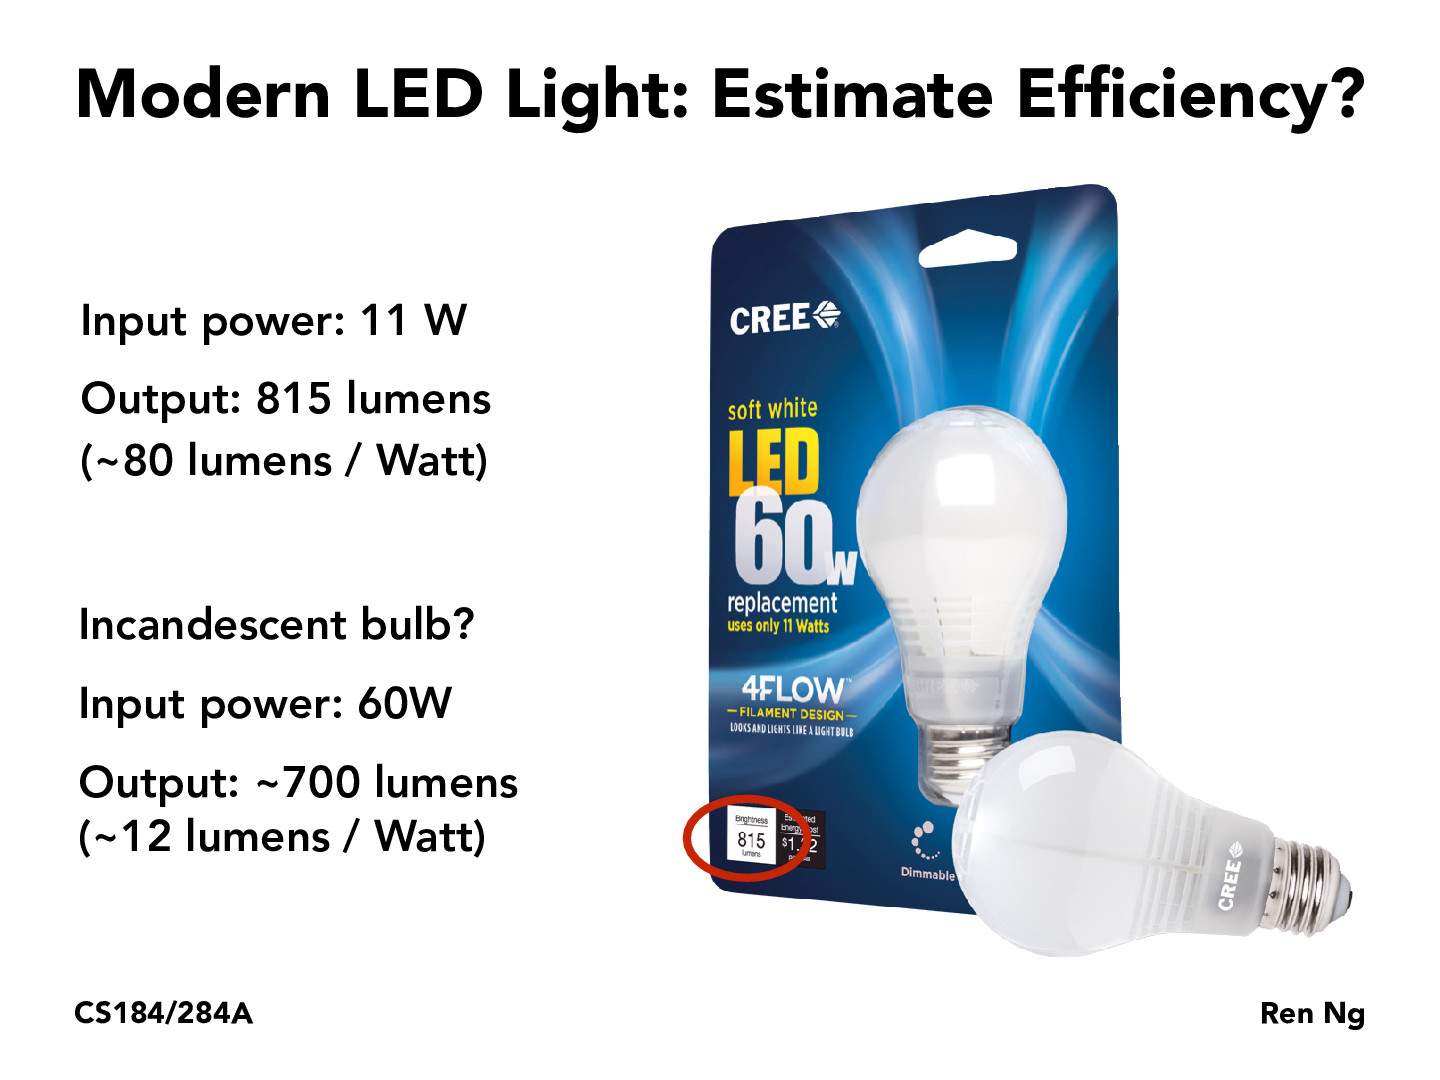 Modern LED Light: Estimate Efficiency?
Input power: 11 W
Output: 815 lumens
(~80 lumens / Watt)
Incandescent bulb?
Input power: 60W
Output: ~700 lumens
(~12 lumens / Watt)
CREE
soft white
LED
60W
replacement
uses only 11 Watts
4FLOW™
FILAMENT DESIGN
LOOKS AND LIGHTS LIKE A LIGHT BULB
Brightness
815
lumens
Dimmable
CREE
CS184/284A
Ren Ng